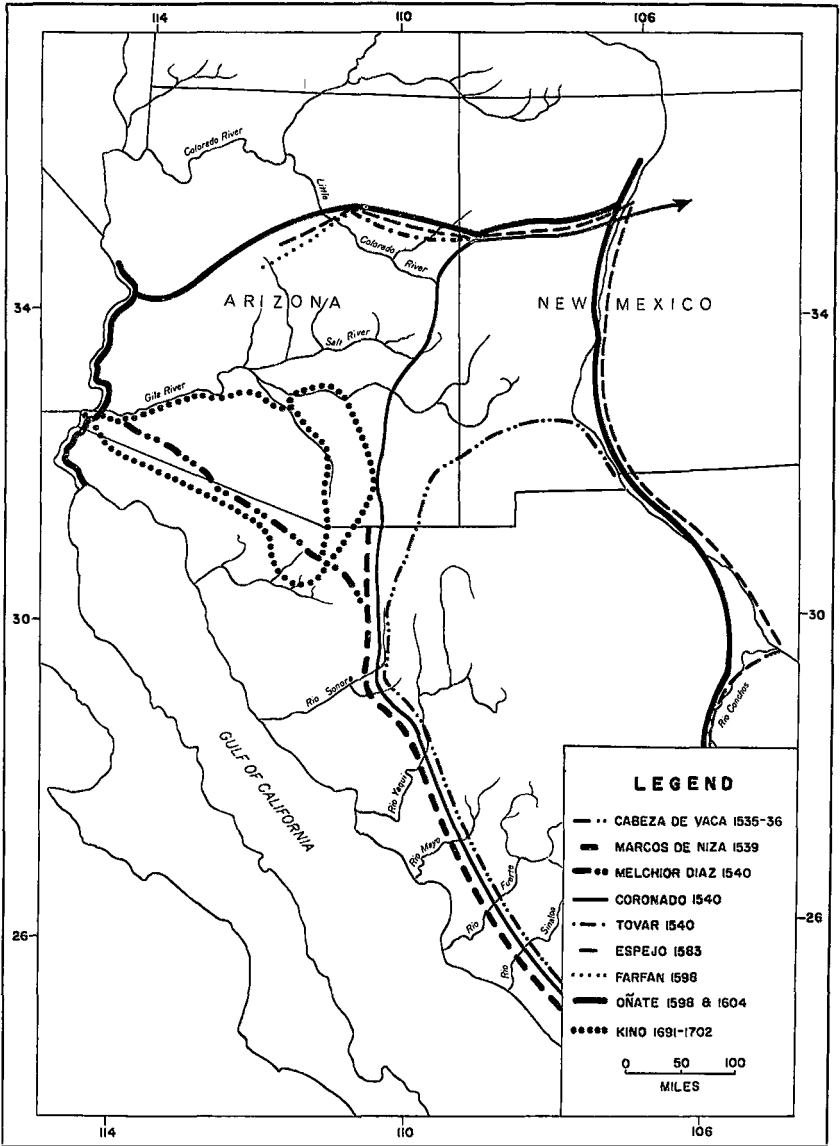 114
110
106
Colorado River
Little
Colorado
River
34
ARIZONA
NEW MEXICO
34
Salt River
Gila River
30
30
Rio Sonora
Rio Conchos
GULF OF CALIFORNIA
Rio Yaqui
Rio Mayo
Rio Fuerte
Rio Sinaloa
26
26
LEGEND
CABEZA DE VACA 1535-36
MARCOS DE NIZA 1539
MELCHIOR DIAZ 1540
CORONADO 1540
TOVAR 1540
ESPEJO 1583
FARFAN 1598
OÑATE 1598 & 1604
KINO 1691-1702
0 50 100
MILES
114
110
106